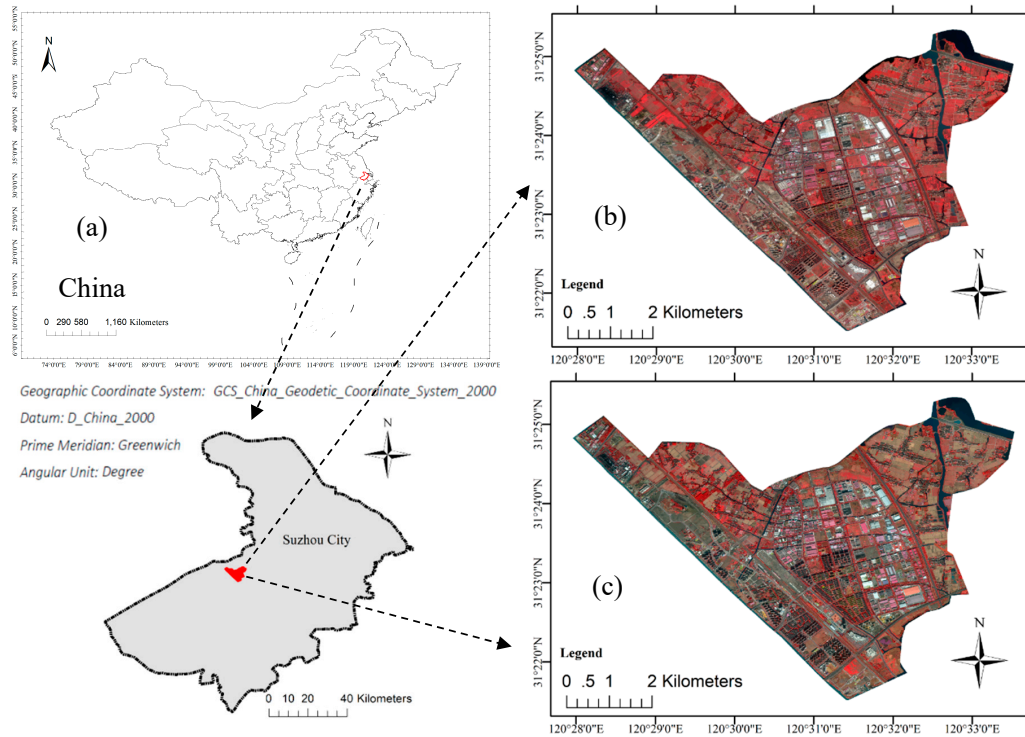 N
(a)
China
0 290 580 1,160 Kilometers
74°0'0"E 79°0'0"E 84°0'0"E 89°0'0"E 94°0'0"E 99°0'0"E 104°0'0"E 109°0'0"E 114°0'0"E 119°0'0"E 124°0'0"E 129°0'0"E 134°0'0"E 139°0'0"E
Geographic Coordinate System: GCS_China_Geodetic_Coordinate_System_2000
Datum: D_China_2000
Prime Meridian: Greenwich
Angular Unit: Degree
N
Suzhou City
0 10 20 40 Kilometers
31°25'0"N
31°24'0"N
31°23'0"N
31°22'0"N
(b)
N
Legend
0 .5 1 2 Kilometers
120°28'0"E 120°29'0"E 120°30'0"E 120°31'0"E 120°32'0"E 120°33'0"E
31°25'0"N
31°24'0"N
31°23'0"N
31°22'0"N
(c)
N
Legend
0 .5 1 2 Kilometers
120°28'0"E 120°29'0"E 120°30'0"E 120°31'0"E 120°32'0"E 120°33'0"E